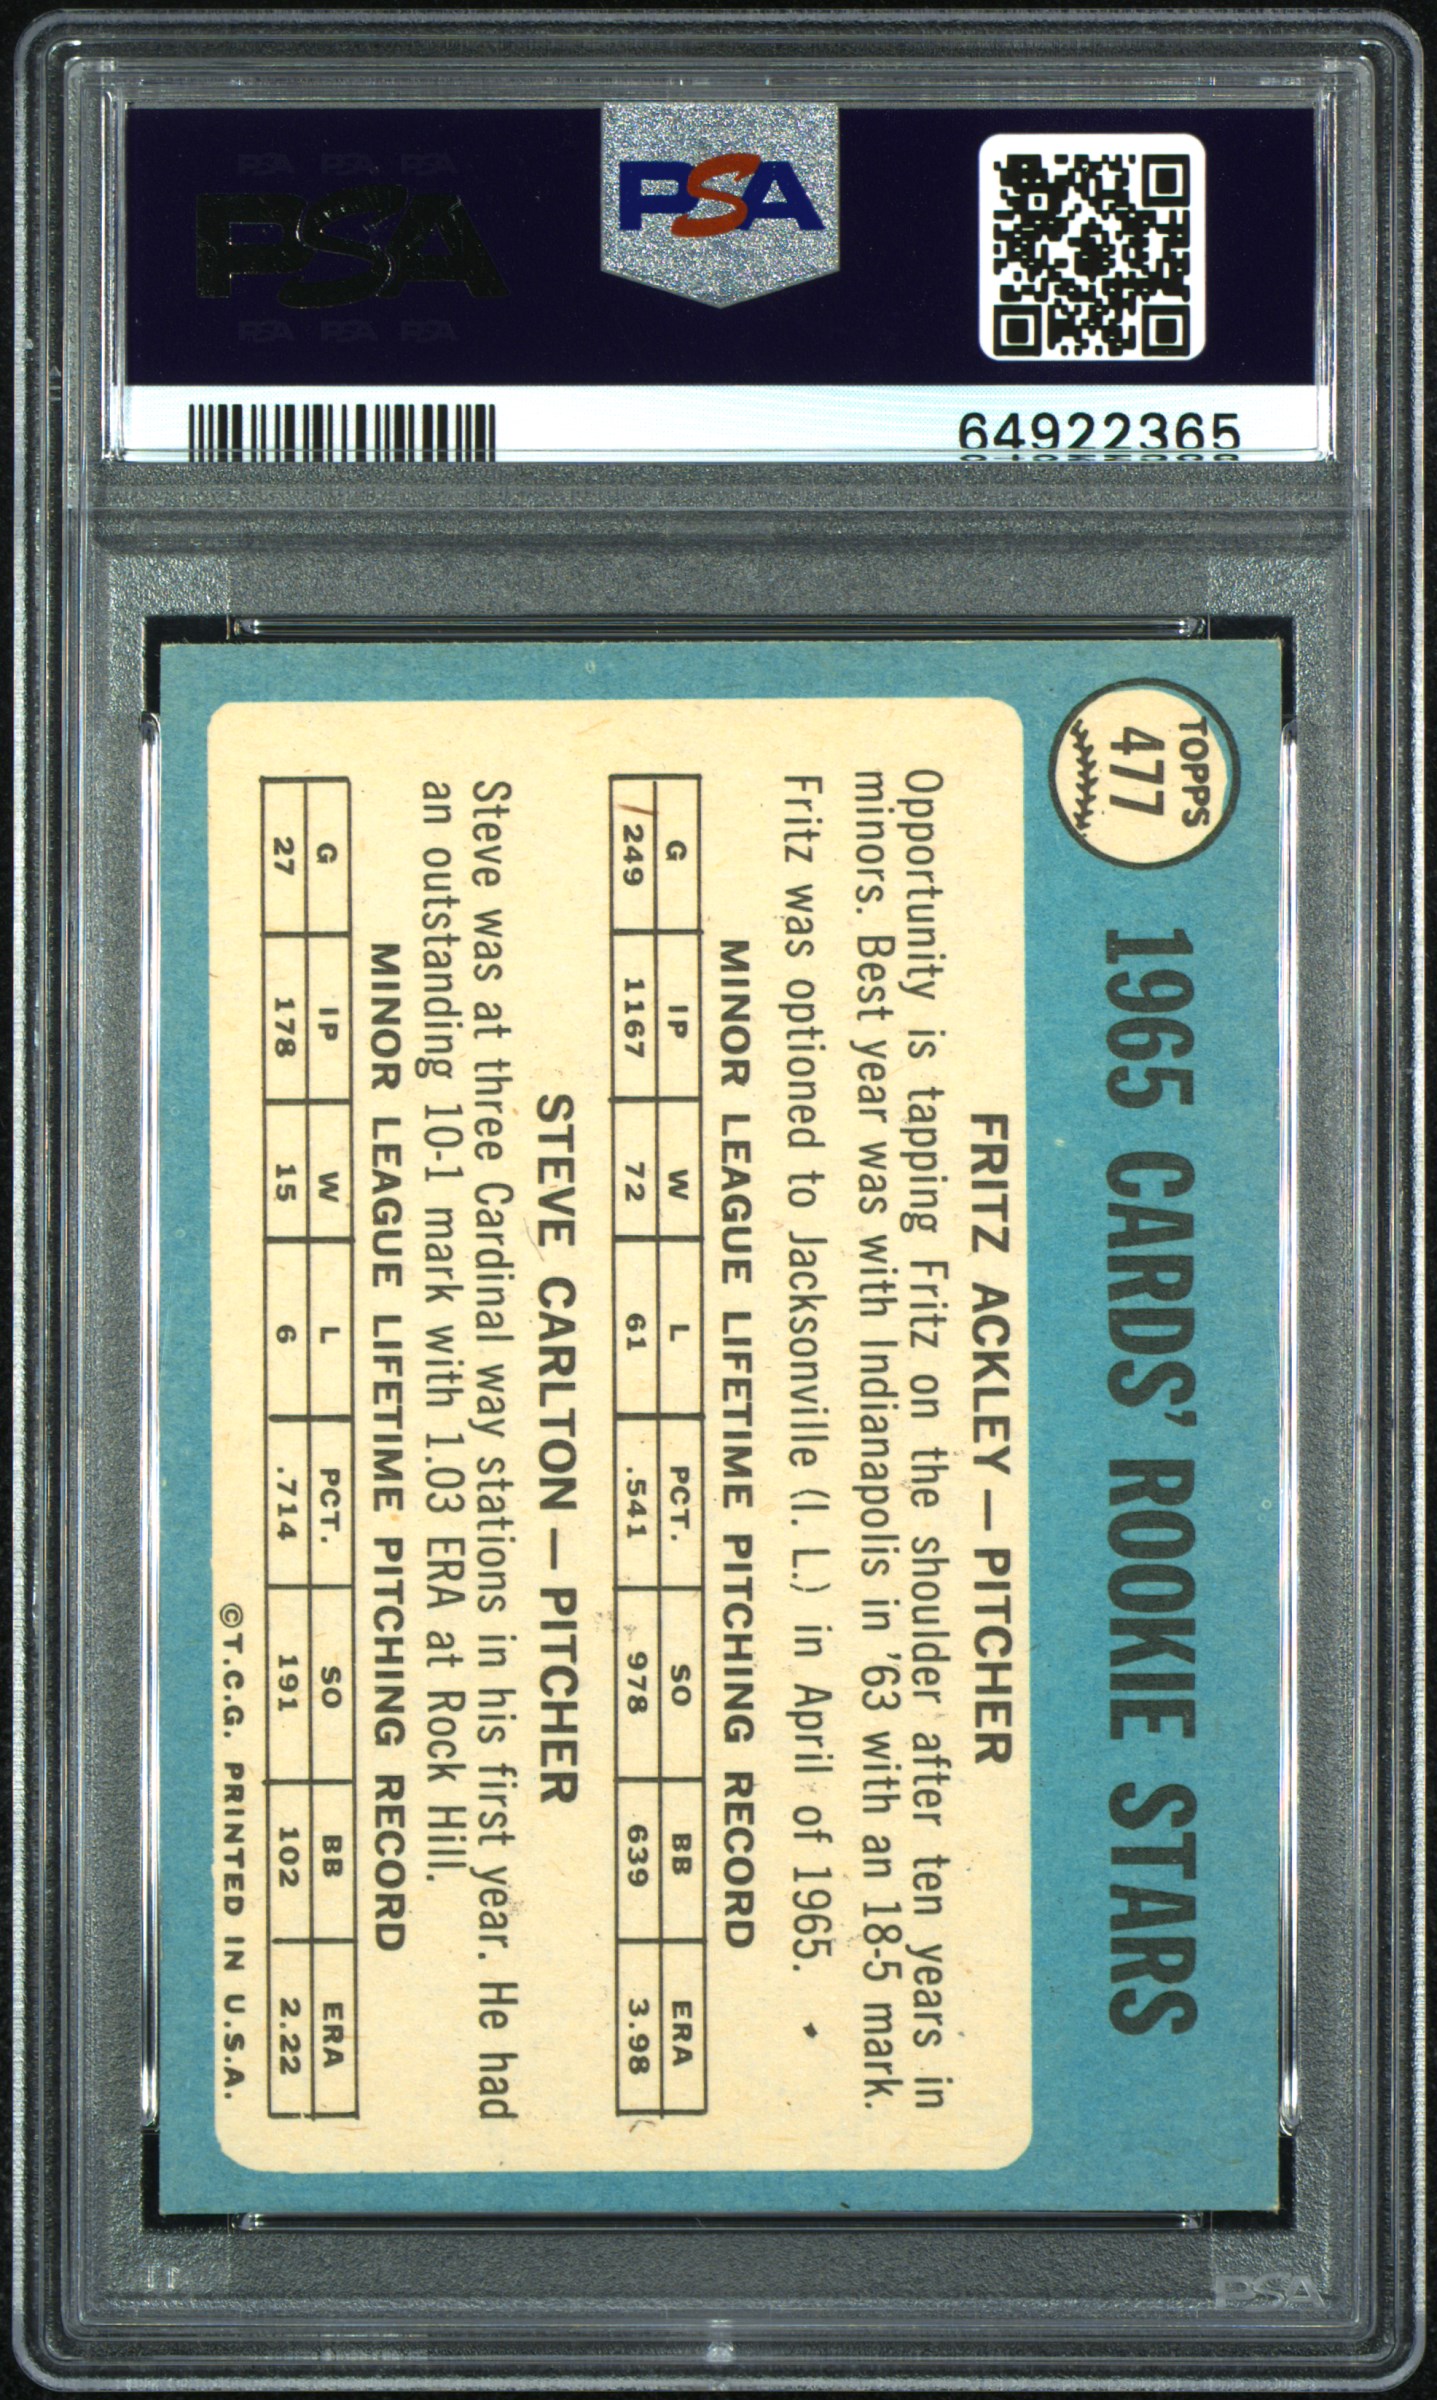 PSA PSA PSA
PSA
PSA PSA PSA
PSA
64922365
TOPPS
477
1965 CARDS' ROOKIE STARS
FRITZ ACKLEY — PITCHER
Opportunity is tapping Fritz on the shoulder after ten years in
minors. Best year was with Indianapolis in '63 with an 18-5 mark.
Fritz was optioned to Jacksonville (I. L.) in April of 1965.
MINOR LEAGUE LIFETIME PITCHING RECORD
G IP W L PCT. SO BB ERA
249 1167 72 61 .541 978 639 3.98
STEVE CARLTON — PITCHER
Steve was at three Cardinal way stations in his first year. He had
an outstanding 10-1 mark with 1.03 ERA at Rock Hill.
MINOR LEAGUE LIFETIME PITCHING RECORD
G IP W L PCT. SO BB ERA
27 178 15 6 .714 191 102 2.22
©T.C.G. PRINTED IN U.S.A.
PSA